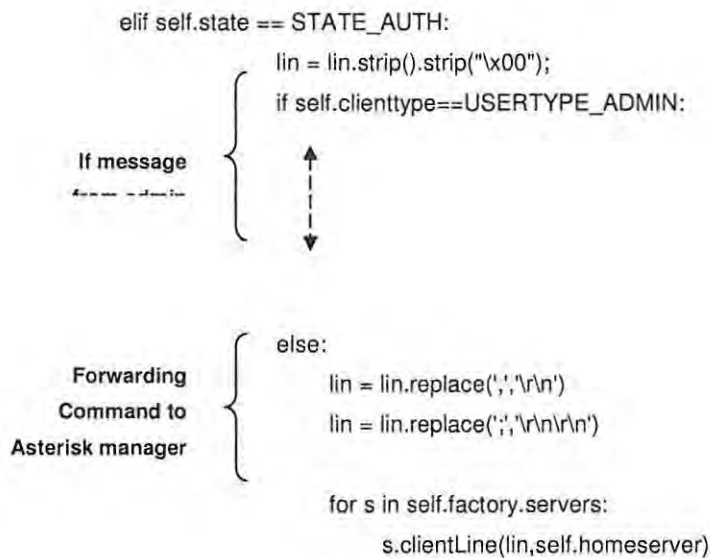 elif self.state == STATE_AUTH:
lin = lin.strip().strip("\x00");
if self.clienttype==USERTYPE_ADMIN:
If message
else:
Forwarding
lin = lin.replace(',','\r\n')
Command to
lin = lin.replace(';','\r\n\r\n')
Asterisk manager
for s in self.factory.servers:
s.clientLine(lin,self.homeserver)